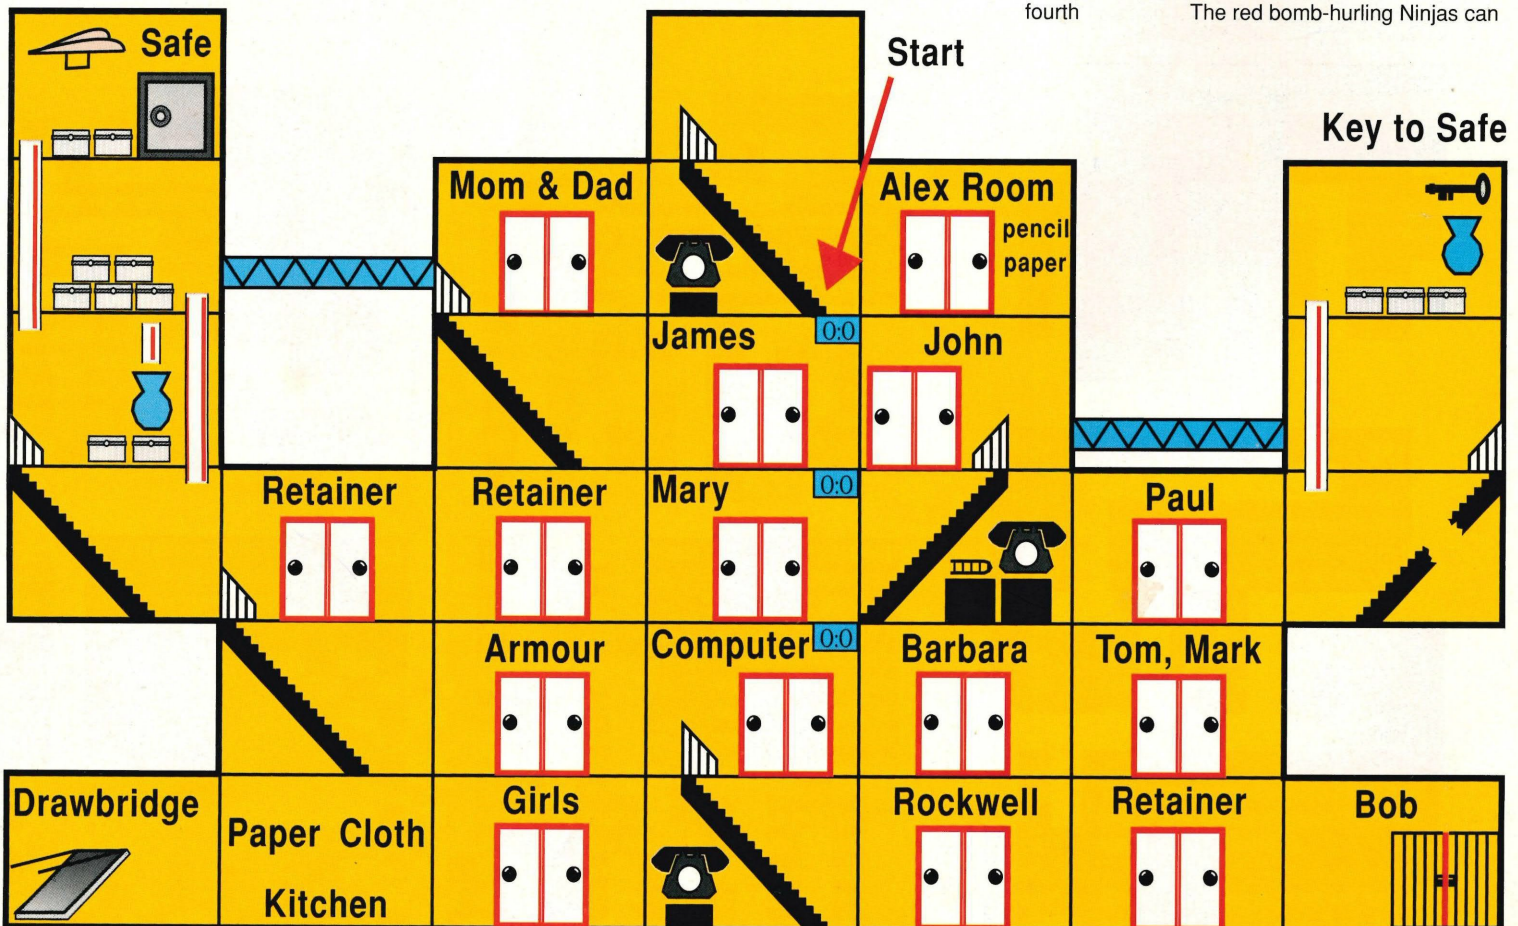 fourth
The red bomb-hurling Ninjas can
Safe
Start
Key to Safe
Mom & Dad
Alex Room
pencil
paper
James
0:0
John
Retainer
Retainer
Mary
0:0
Paul
Armour
Computer
0:0
Barbara
Tom, Mark
Drawbridge
Paper Cloth
Kitchen
Girls
Rockwell
Retainer
Bob